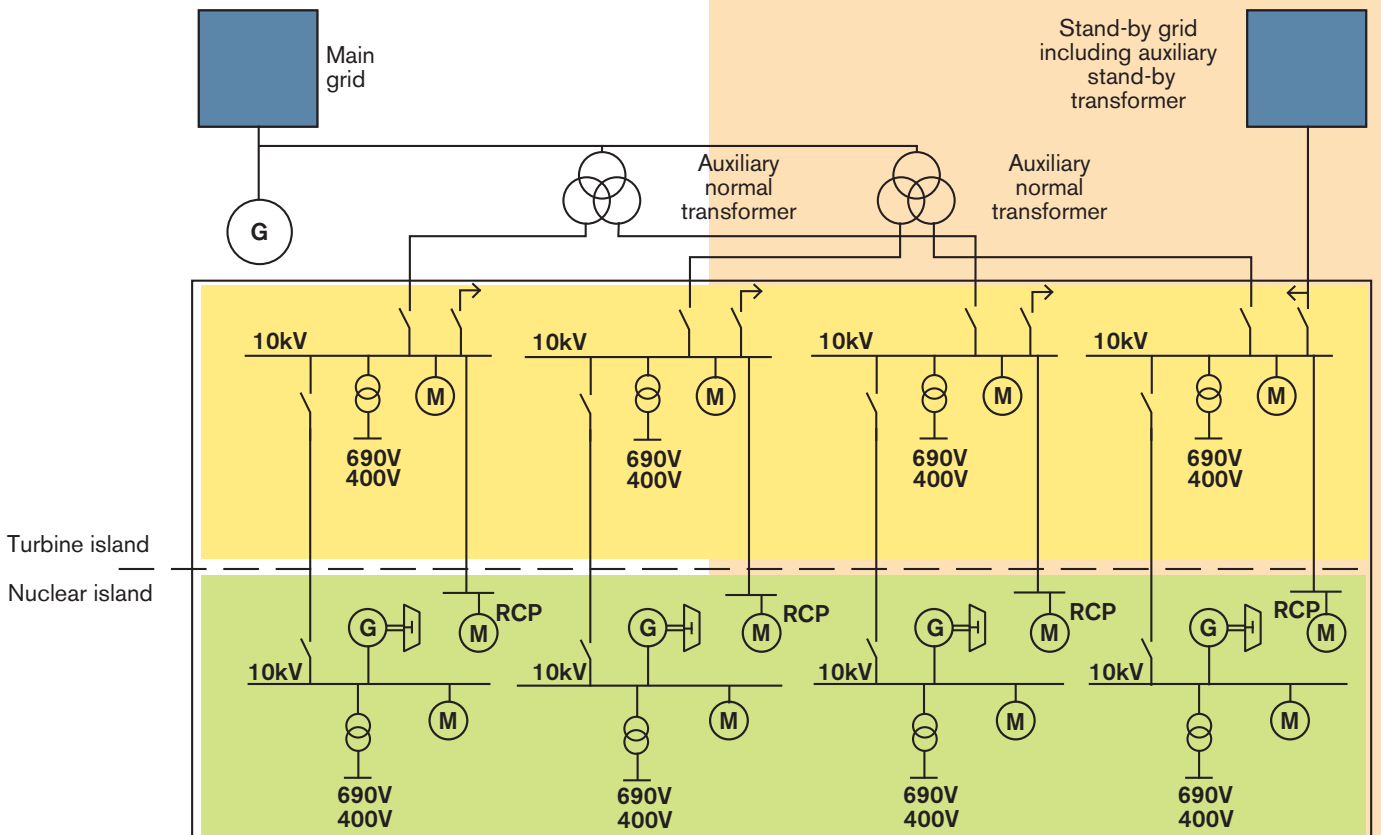 Main
grid
Stand-by grid
including auxiliary
stand-by
transformer
Auxiliary
normal
transformer
Auxiliary
normal
transformer
G
10kV
10kV
10kV
10kV
M
M
M
M
690V
400V
690V
400V
690V
400V
690V
400V
Turbine island
Nuclear island
G
RCP
M
G
RCP
M
G
RCP
M
G
RCP
M
10kV
10kV
10kV
10kV
M
M
M
M
690V
400V
690V
400V
690V
400V
690V
400V